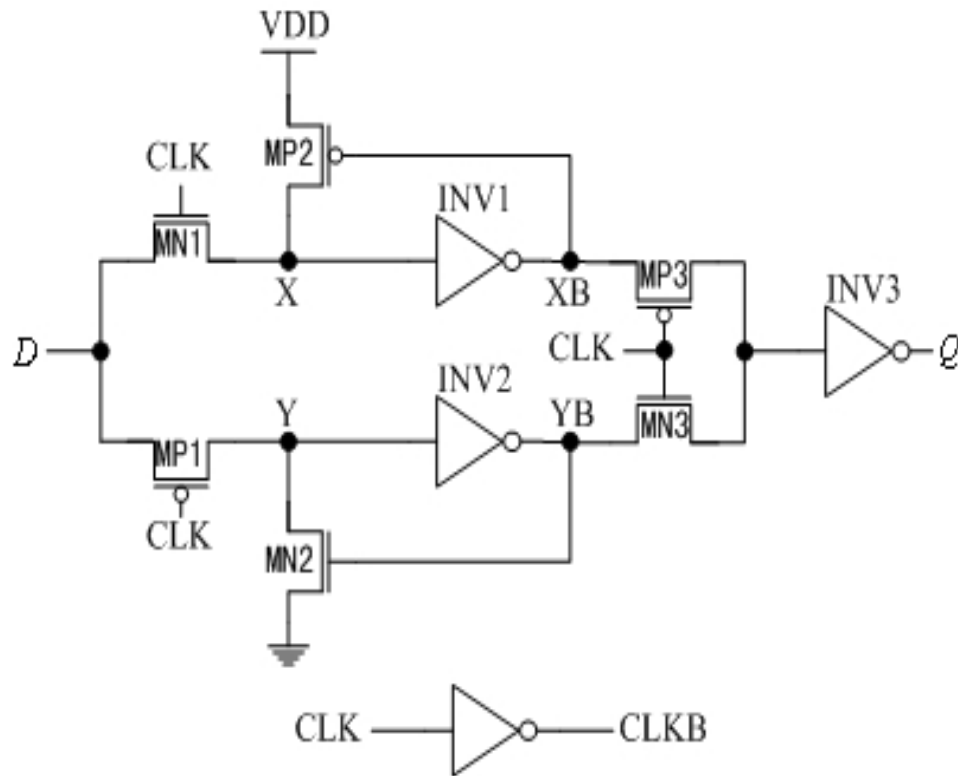 VDD
MP2
CLK
INV1
MN1
MP3
INV3
X
XB
D
CLK
Q
INV2
Y
YB
MN3
MP1
CLK
MN2
CLK
CLKB